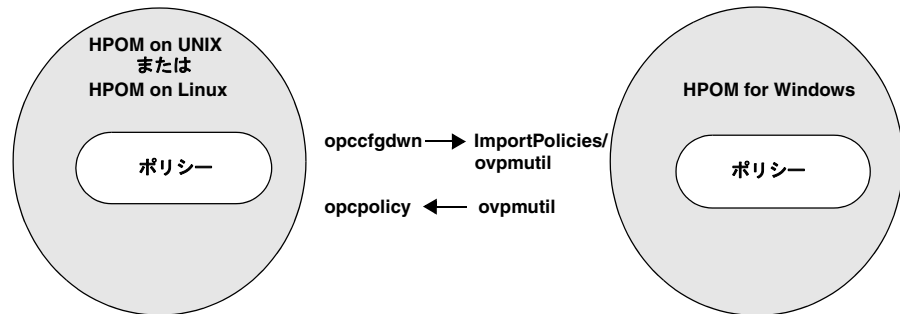 HPOM on UNIX
または
HPOM on Linux
ポリシー
opccfgdwn
ImportPolicies/
ovpmutil
opcpolicy
ovpmutil
HPOM for Windows
ポリシー